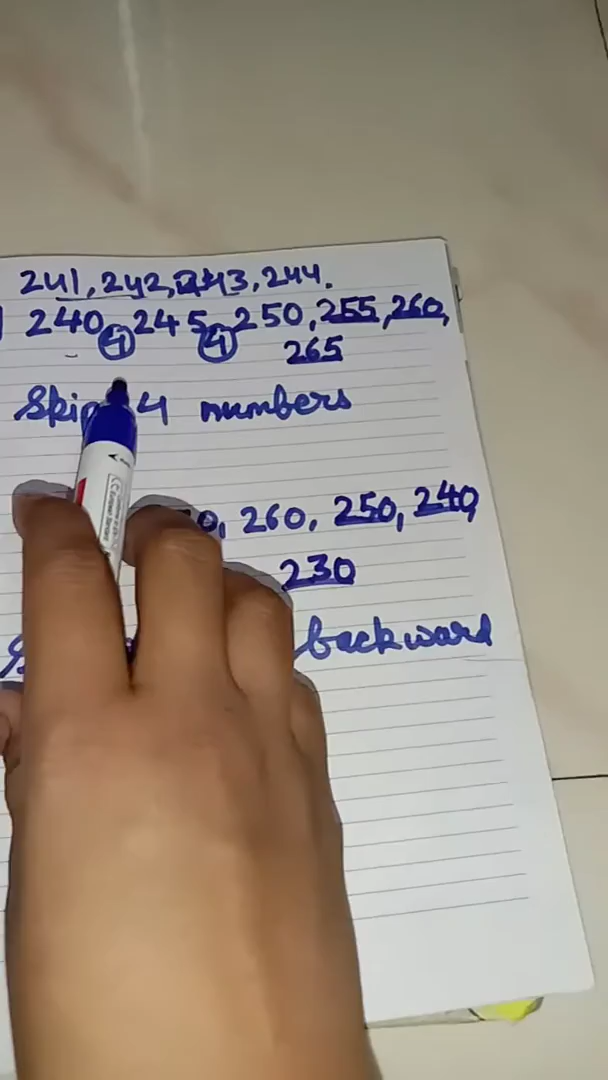 241, 242, 243, 244.
240, 245, 250, 255, 260,
4 4 265
Skip 4 numbers
260, 250, 240,
230
backward